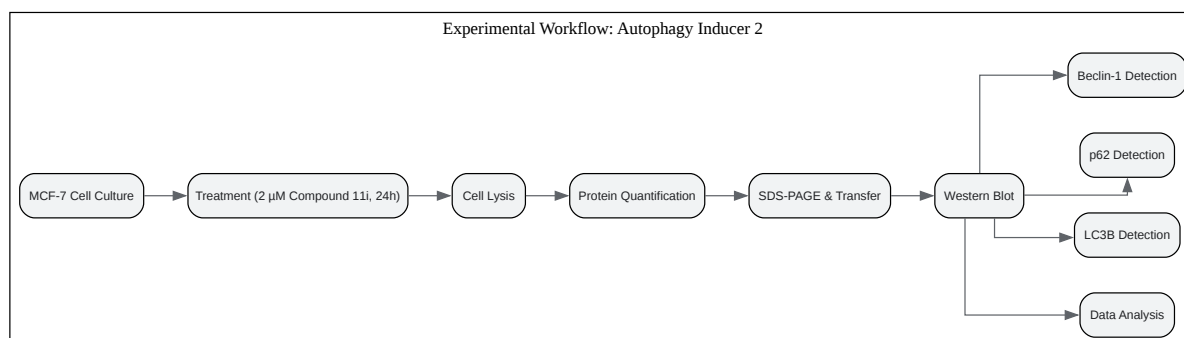 Experimental Workflow: Autophagy Inducer 2
MCF-7 Cell Culture
Treatment (2 µM Compound 11i, 24h)
Cell Lysis
Protein Quantification
SDS-PAGE & Transfer
Western Blot
Beclin-1 Detection
p62 Detection
LC3B Detection
Data Analysis